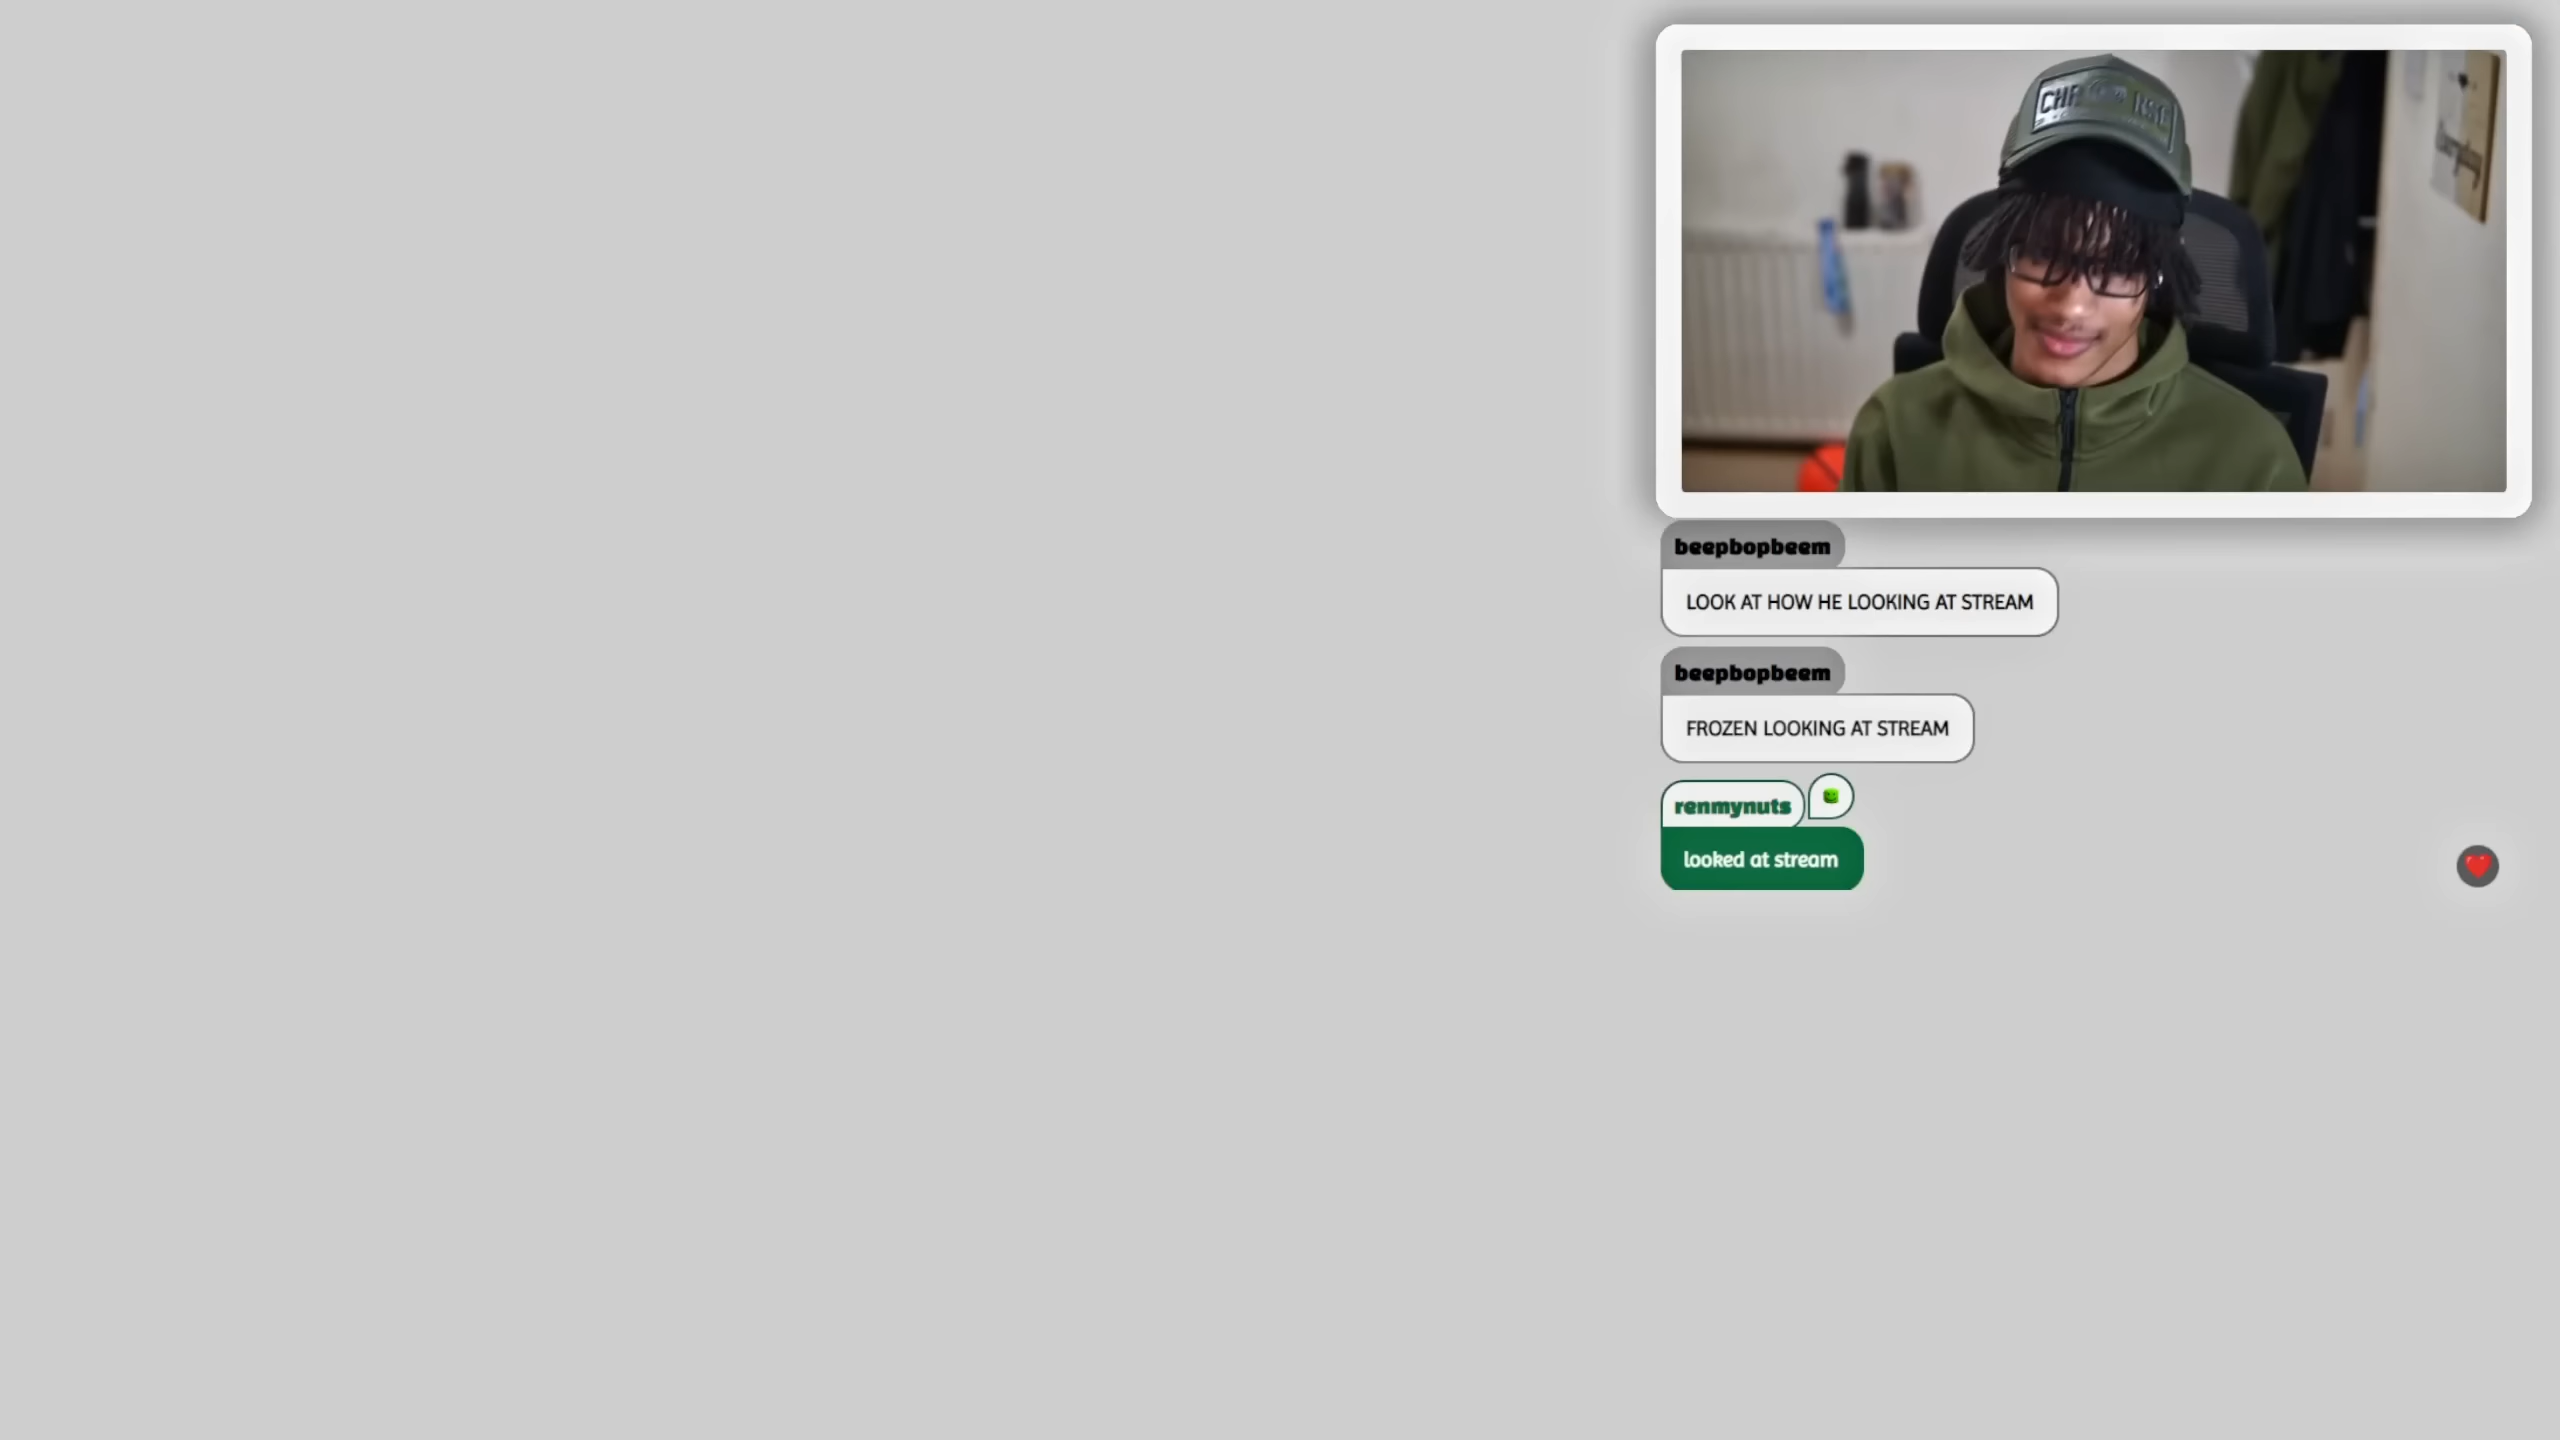 beepbopbeem
LOOK AT HOW HE LOOKING AT STREAM
beepbopbeem
FROZEN LOOKING AT STREAM
renmynuts
looked at stream